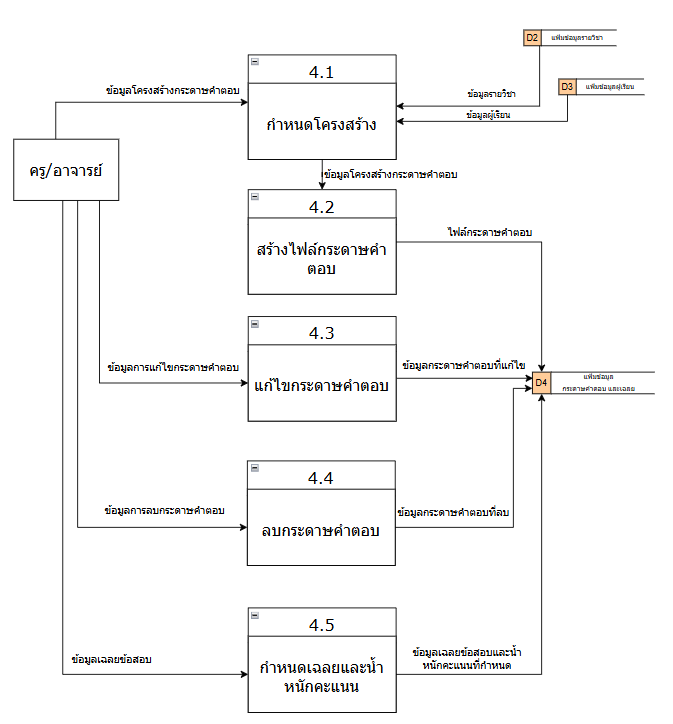 D2 แฟ้มข้อมูลรายวิชา
4.1
ข้อมูลโครงสร้างกระดาษคำตอบ
D3 แฟ้มข้อมูลผู้เรียน
ข้อมูลรายวิชา
ข้อมูลผู้เรียน
กำหนดโครงสร้าง
ครู/อาจารย์
ข้อมูลโครงสร้างกระดาษคำตอบ
4.2
ไฟล์กระดาษคำตอบ
สร้างไฟล์กระดาษคำ
ตอบ
4.3
ข้อมูลการแก้ไขกระดาษคำตอบ
แก้ไขกระดาษคำตอบ
ข้อมูลกระดาษคำตอบที่แก้ไข
D4
แฟ้มข้อมูล
กระดาษคำตอบ และเฉลย
4.4
ข้อมูลการลบกระดาษคำตอบ
ลบกระดาษคำตอบ
ข้อมูลกระดาษคำตอบที่ลบ
4.5
ข้อมูลเฉลยข้อสอบ
กำหนดเฉลยและน้ำ
หนักคะแนน
ข้อมูลเฉลยข้อสอบและน้ำ
หนักคะแนนที่กำหนด